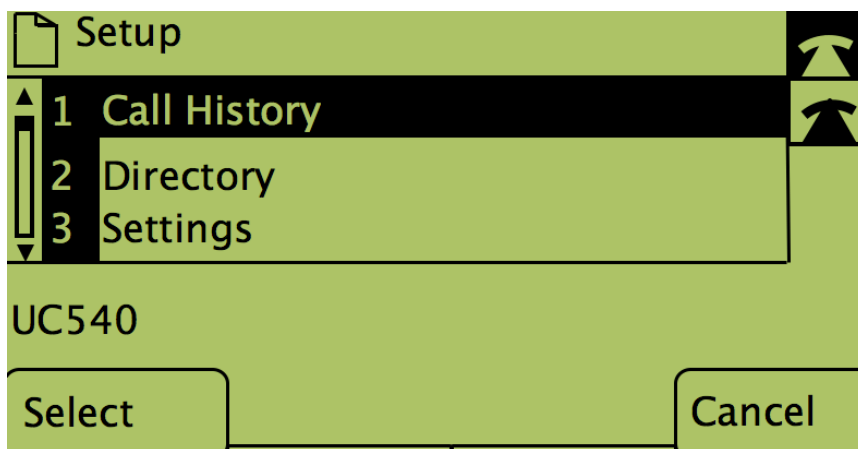 Setup
1 Call History
2 Directory
3 Settings
UC540
Select Cancel